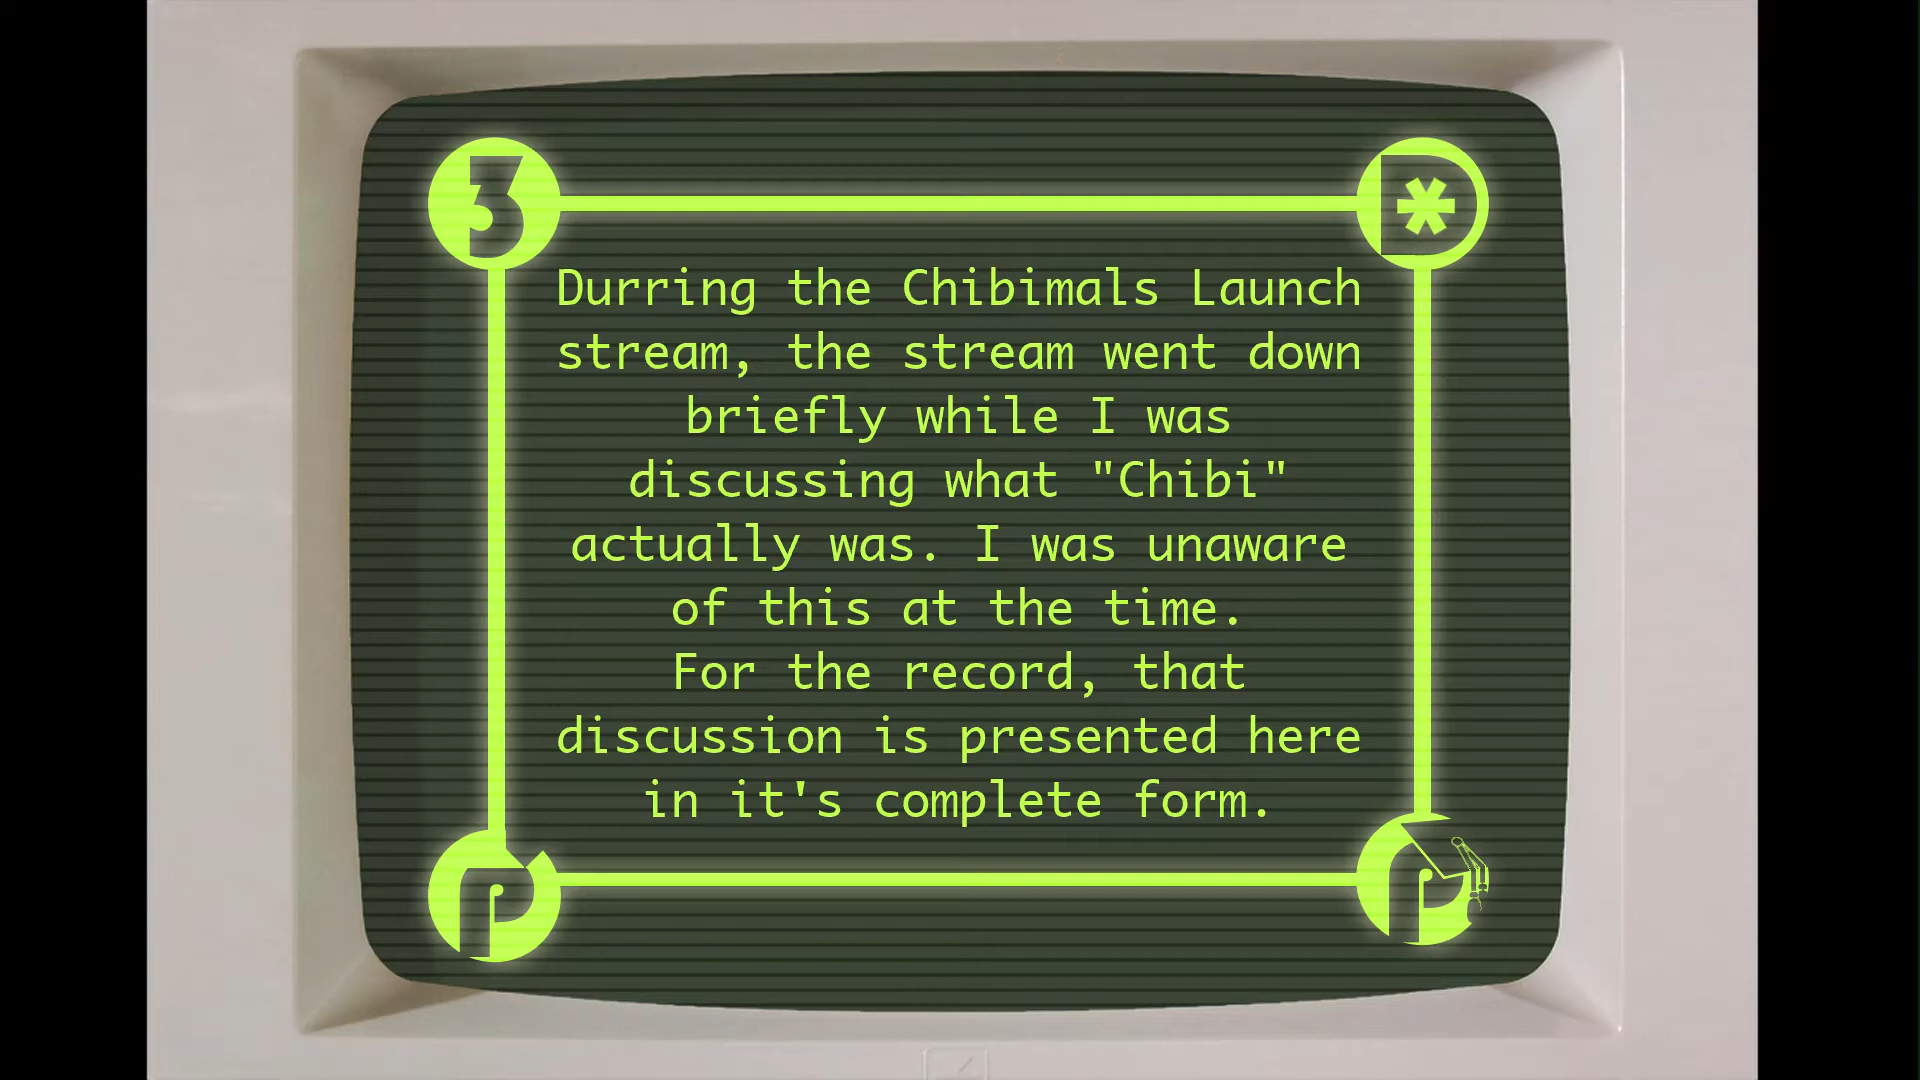 3 D*
Durring the Chibimals Launch
stream, the stream went down
briefly while I was
discussing what "Chibi"
actually was. I was unaware
of this at the time.
For the record, that
discussion is presented here
in it's complete form.
P P